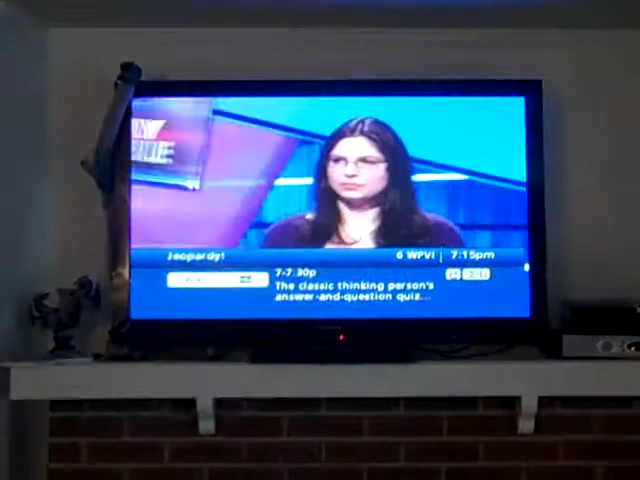 Jeopardy!
6 WPVI | 7:15pm
7-7:30p
The classic thinking person's
answer-and-question quiz...